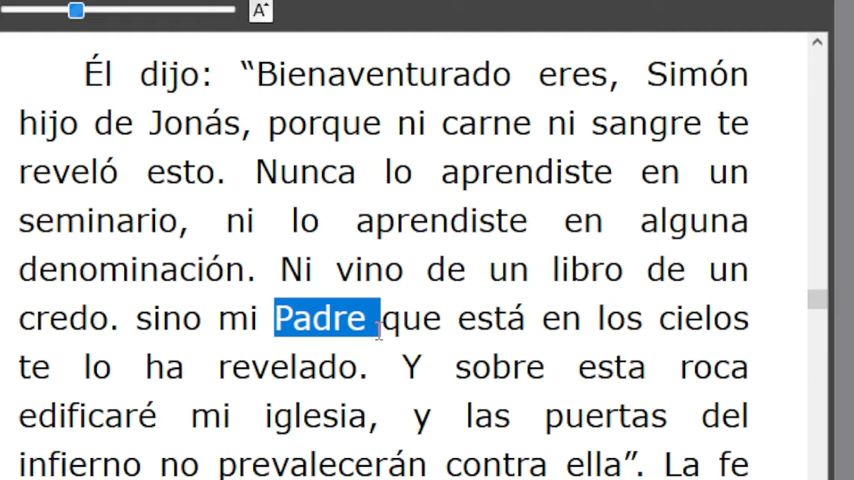 A
Él dijo: “Bienaventurado eres, Simón
hijo de Jonás, porque ni carne ni sangre te
reveló esto. Nunca lo aprendiste en un
seminario, ni lo aprendiste en alguna
denominación. Ni vino de un libro de un
credo. sino mi Padre que está en los cielos
te lo ha revelado. Y sobre esta roca
edificaré mi iglesia, y las puertas del
infierno no prevalecerán contra ella”. La fe